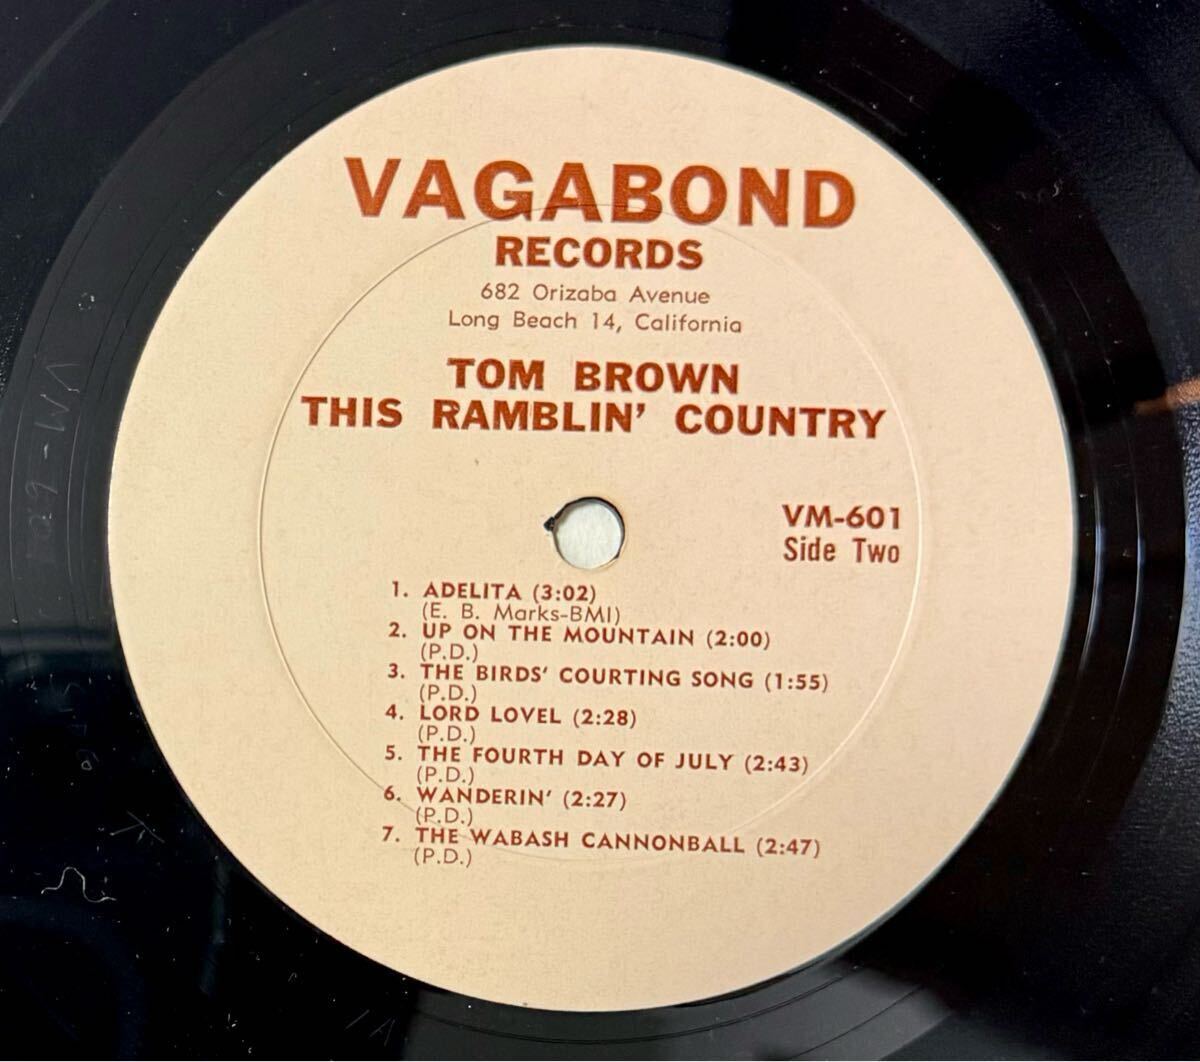 VAGABOND
RECORDS
682 Orizaba Avenue
Long Beach 14, California
TOM BROWN
THIS RAMBLIN' COUNTRY
VM-601
Side Two
1. ADELITA (3:02)
(E. B. Marks-BMI)
2. UP ON THE MOUNTAIN (2:00)
(P.D.)
3. THE BIRDS' COURTING SONG (1:55)
(P.D.)
4. LORD LOVEL (2:28)
(P.D.)
5. THE FOURTH DAY OF JULY (2:43)
(P.D.)
6. WANDERIN' (2:27)
(P.D.)
7. THE WABASH CANNONBALL (2:47)
(P.D.)